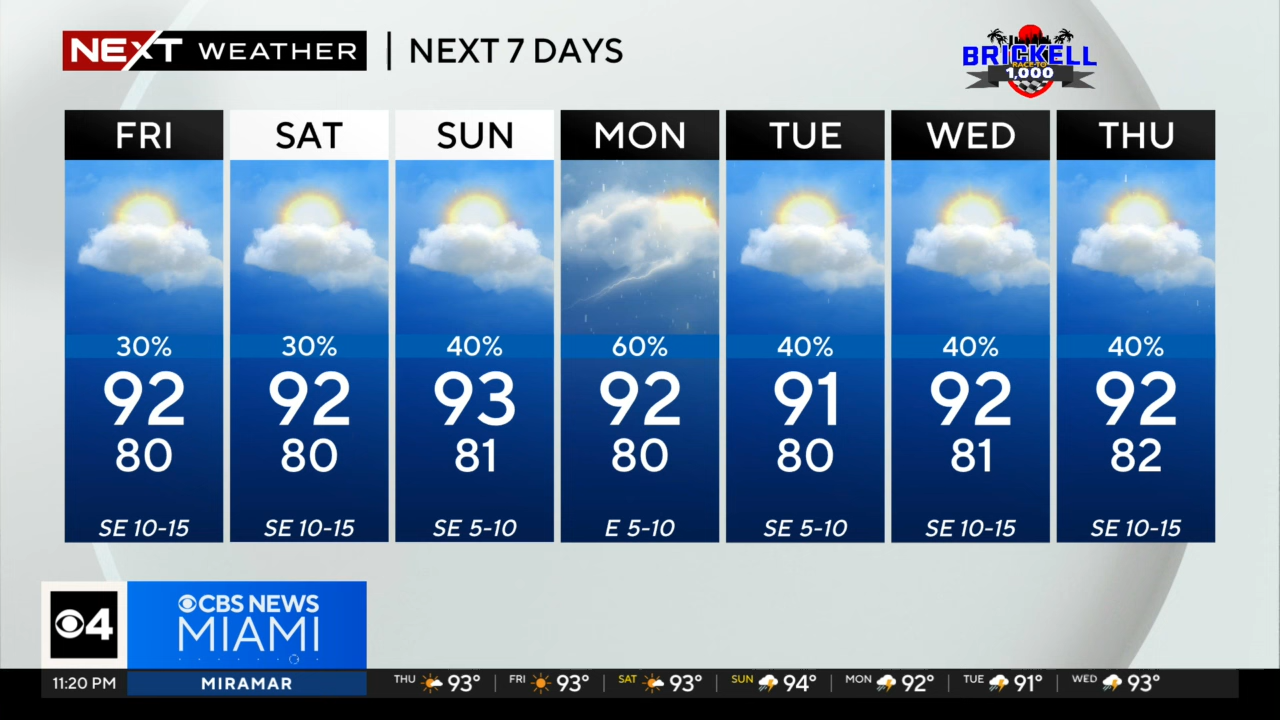 NEXT WEATHER | NEXT 7 DAYS
BRICKELL
RACE TO
1,000
FRI SAT SUN MON TUE WED THU
30% 30% 40% 60% 40% 40% 40%
92 92 93 92 91 92 92
80 80 81 80 80 81 82
SE 10-15 SE 10-15 SE 5-10 E 5-10 SE 5-10 SE 10-15 SE 10-15
4 CBS NEWS
MIAMI
11:20 PM MIRAMAR THU 93° | FRI 93° | SAT 93° | SUN 94° | MON 92° | TUE 91° | WED 93°